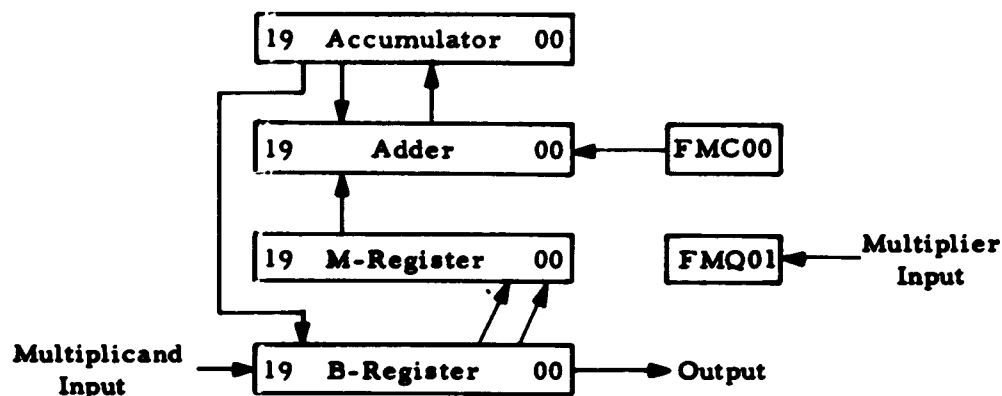 19 Accumulator 00
19 Adder 00
FMC00
19 M-Register 00
FMQ01
Multiplier
Input
Multiplicand
Input
19 B-Register 00
Output